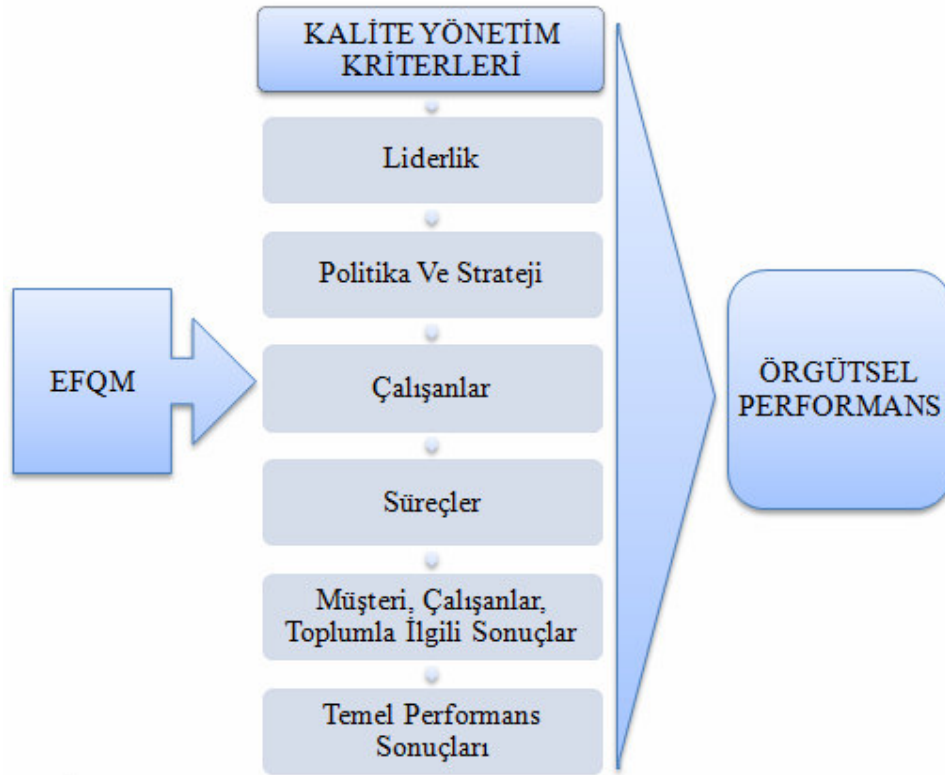 KALİTE YÖNETİM
KRİTERLERİ
Liderlik
Politika Ve Strateji
EFQM
Çalışanlar
ÖRGÜTSEL
PERFORMANS
Süreçler
Müşteri, Çalışanlar,
Toplumla İlgili Sonuçlar
Temel Performans
Sonuçları